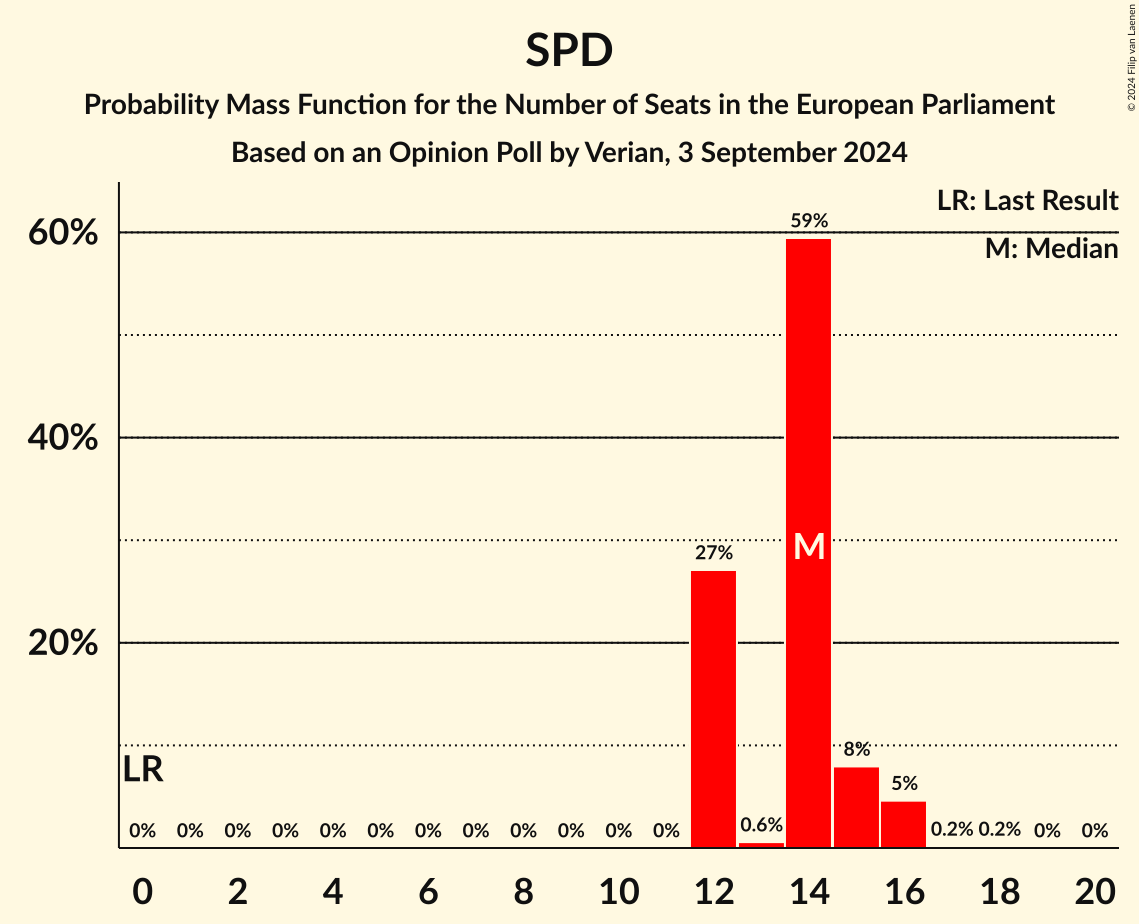 SPD
Probability Mass Function for the Number of Seats in the European Parliament
Based on an Opinion Poll by Verian, 3 September 2024
© 2024 Filip van Laenen
LR: Last Result
M: Median
60%
40%
20%
59%
27%
M
8%
5%
LR
0% 0% 0% 0% 0% 0% 0% 0% 0% 0% 0% 0% 0.6% 0.2% 0.2% 0% 0%
0 2 4 6 8 10 12 14 16 18 20